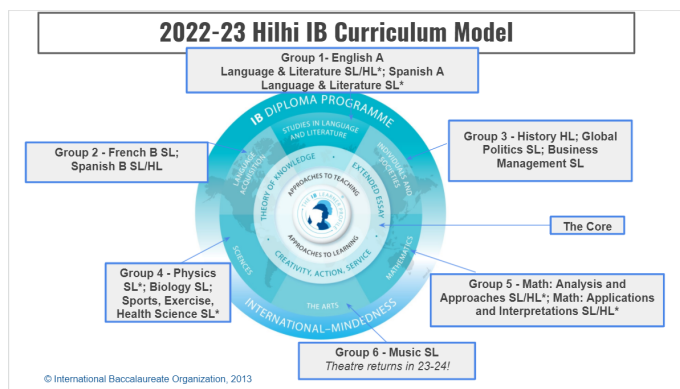 2022-23 Hilhi IB Curriculum Model
Group 1- English A
Language & Literature SL/HL*; Spanish A
Language & Literature SL*
IB DIPLOMA PROGRAMME
STUDIES IN LANGUAGE
AND LITERATURE
Group 2 - French B SL;
Spanish B SL/HL
LANGUAGE
ACQUISITION
INDIVIDUALS AND
SOCIETIES
Group 3 - History HL; Global
Politics SL; Business
Management SL
THEORY OF KNOWLEDGE
EXTENDED ESSAY
APPROACHES TO TEACHING
THE IB LEARNER PROFILE
APPROACHES TO LEARNING
CREATIVITY, ACTION, SERVICE
The Core
SCIENCES
MATHEMATICS
Group 4 - Physics
SL*; Biology SL;
Sports, Exercise,
Health Science SL*
Group 5 - Math: Analysis and
Approaches SL/HL*; Math: Applications
and Interpretations SL/HL*
THE ARTS
INTERNATIONAL–MINDEDNESS
Group 6 - Music SL
Theatre returns in 23-24!
© International Baccalaureate Organization, 2013